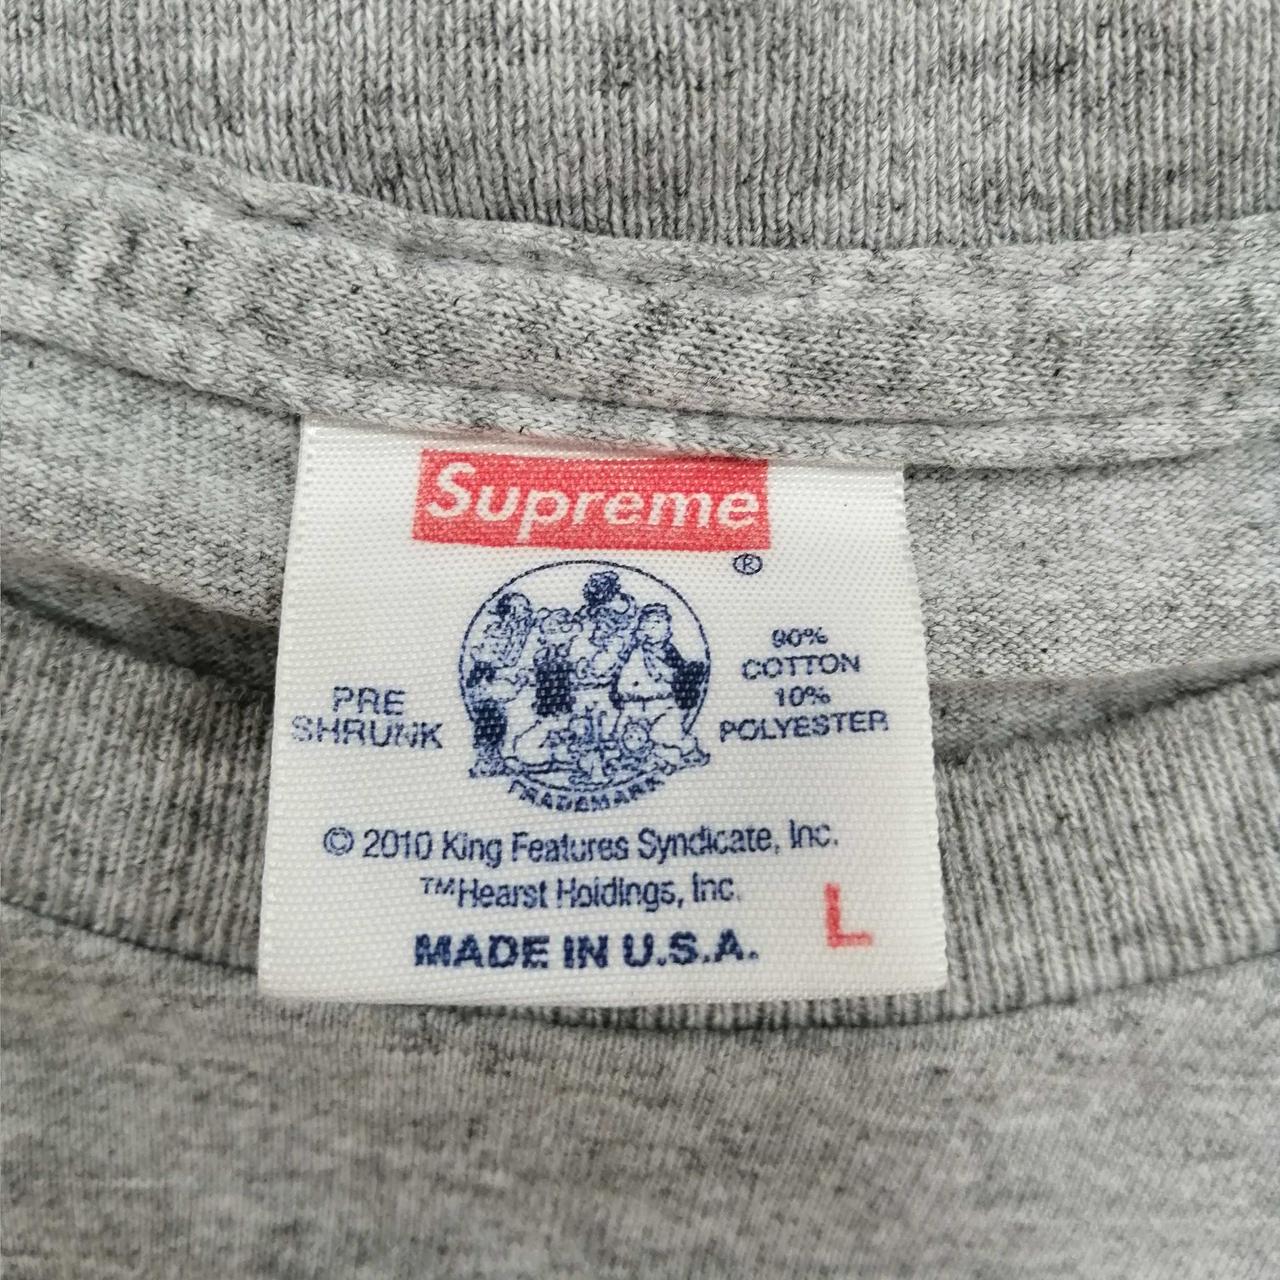 Supreme
®
PRE
SHRUNK
90%
COTTON
10%
POLYESTER
TRADEMARK
© 2010 King Features Syndicate, Inc.
™Hearst Holdings, Inc.
L
MADE IN U.S.A.